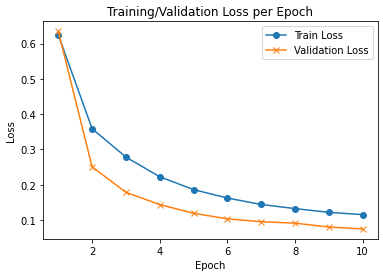 Training/Validation Loss per Epoch
Train Loss
Validation Loss
Loss
0.6
0.5
0.4
0.3
0.2
0.1
2 4 6 8 10
Epoch